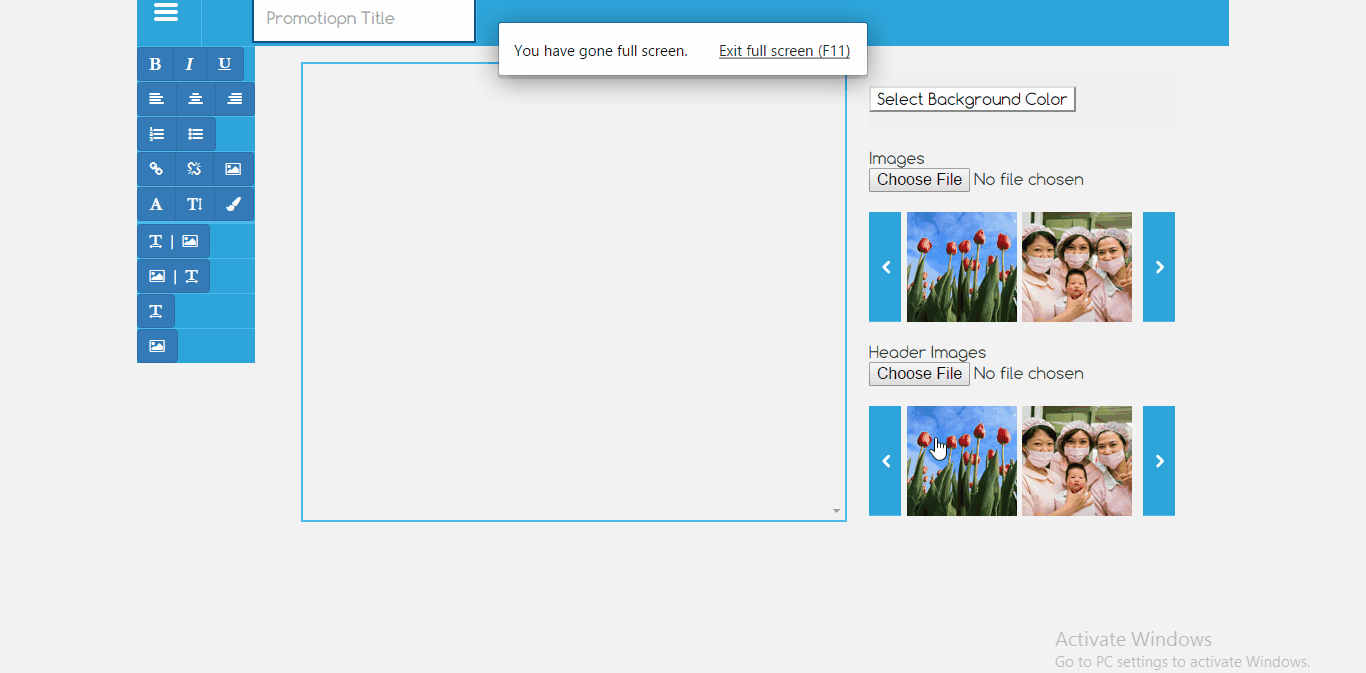 Promotiopn Title
You have gone full screen. Exit full screen (F11)
B I U
Select Background Color
Images
Choose File No file chosen
A T
T |
| T
T
Header Images
Choose File No file chosen
Activate Windows
Go to PC settings to activate Windows.